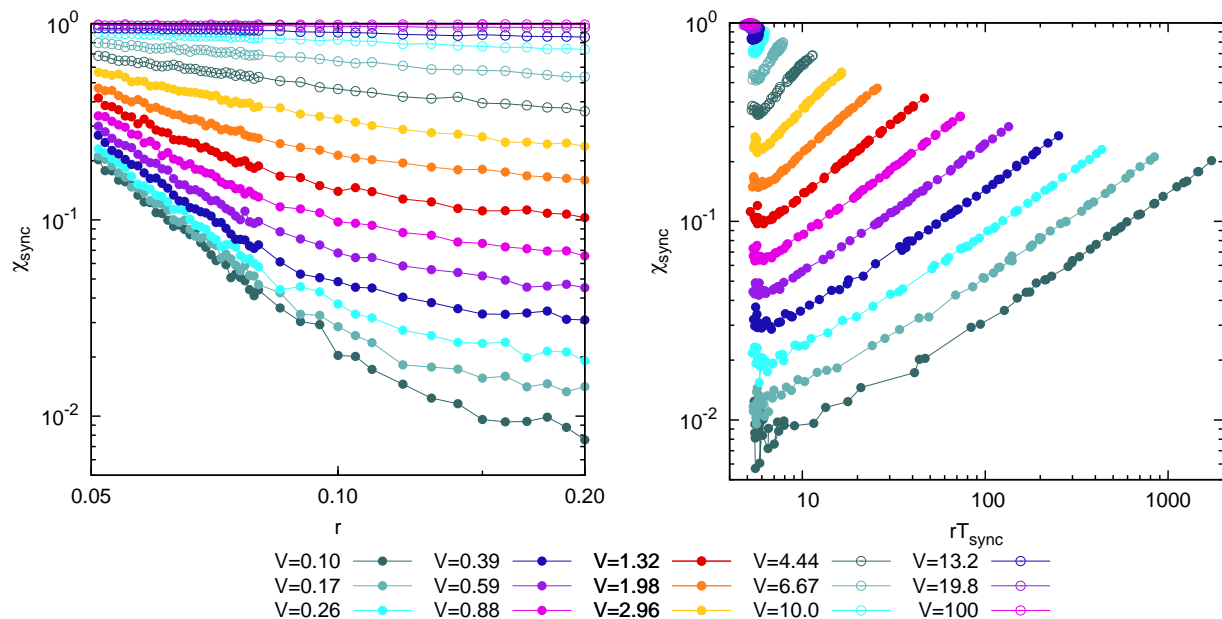 10⁰
10⁻¹
10⁻²
χsync
0.05
0.10
0.20
r
10⁰
10⁻¹
10⁻²
χsync
10
100
1000
rTsync
V=0.10 V=0.39 V=1.32 V=4.44 V=13.2
V=0.17 V=0.59 V=1.98 V=6.67 V=19.8
V=0.26 V=0.88 V=2.96 V=10.0 V=100